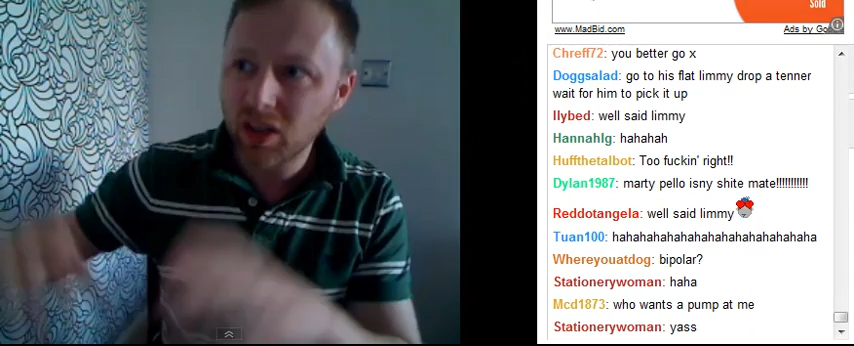 Sold
www.MadBid.com
Ads by
Chreff72: you better go x
Doggsalad: go to his flat limmy drop a tenner
wait for him to pick it up
Ilybed: well said limmy
Hannahlg: hahahah
Huffthetalbot: Too fuckin' right!!
Dylan1987: marty pello isny shite mate!!!!!!!!!!!
Reddotangela: well said limmy
Tuan100: hahahahahahahahahahahahahahaha
Whereyouatdog: bipolar?
Stationerywoman: haha
Mcd1873: who wants a pump at me
Stationerywoman: yass